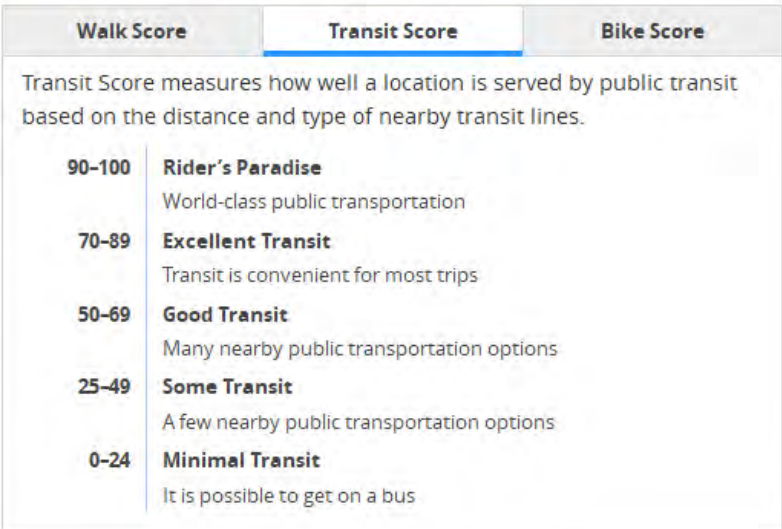 Walk Score Transit Score Bike Score
Transit Score measures how well a location is served by public transit
based on the distance and type of nearby transit lines.
90–100 Rider's Paradise
World-class public transportation
70–89 Excellent Transit
Transit is convenient for most trips
50–69 Good Transit
Many nearby public transportation options
25–49 Some Transit
A few nearby public transportation options
0–24 Minimal Transit
It is possible to get on a bus